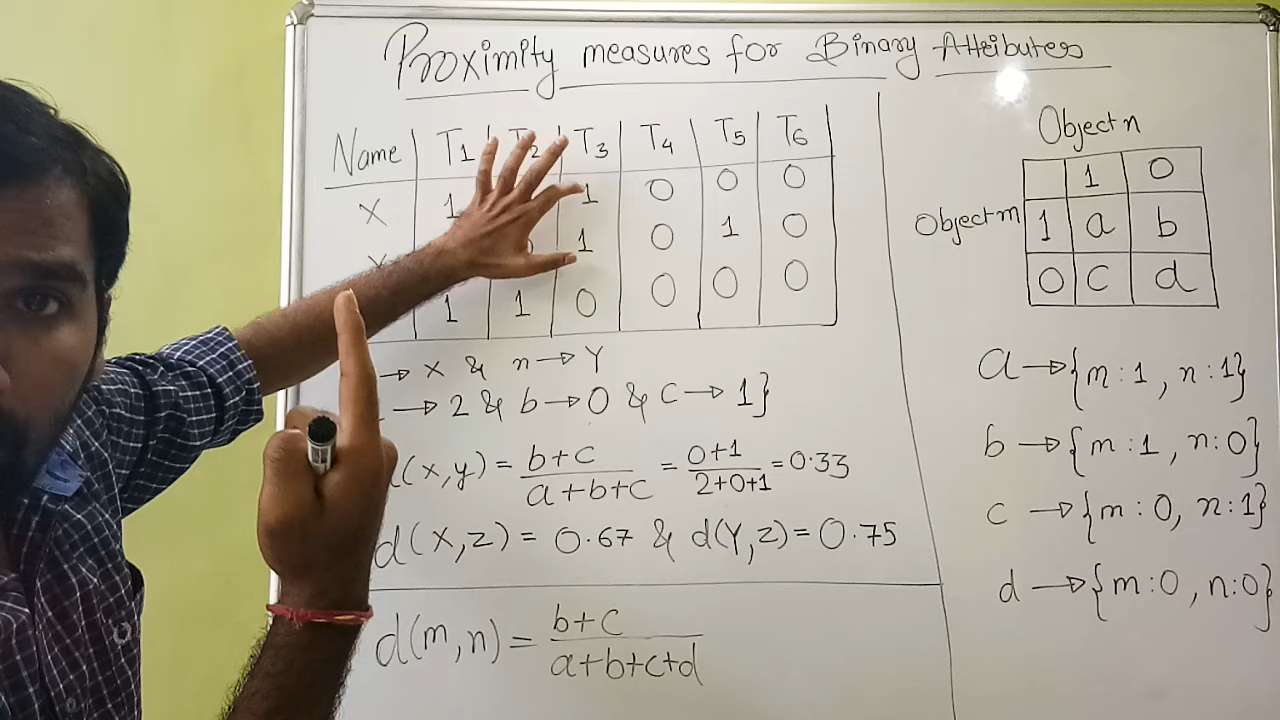 Proximity measures for Binary Attributes
Name T1 T2 T3 T4 T5 T6
X 1 1 0 0 0
1 0 1 0
1 1 0 0 0 0
→ X & n → Y
→ 2 & b → 0 & c → 1}
(x,y) = b+c / a+b+c = 0+1 / 2+0+1 = 0.33
d(X,z) = 0.67 & d(Y,z) = 0.75
d(m,n) = b+c / a+b+c+d
Object n
1 0
Object m 1 a b
0 c d
a → {m:1, n:1}
b → {m:1, n:0}
c → {m:0, n:1}
d → {m:0, n:0}